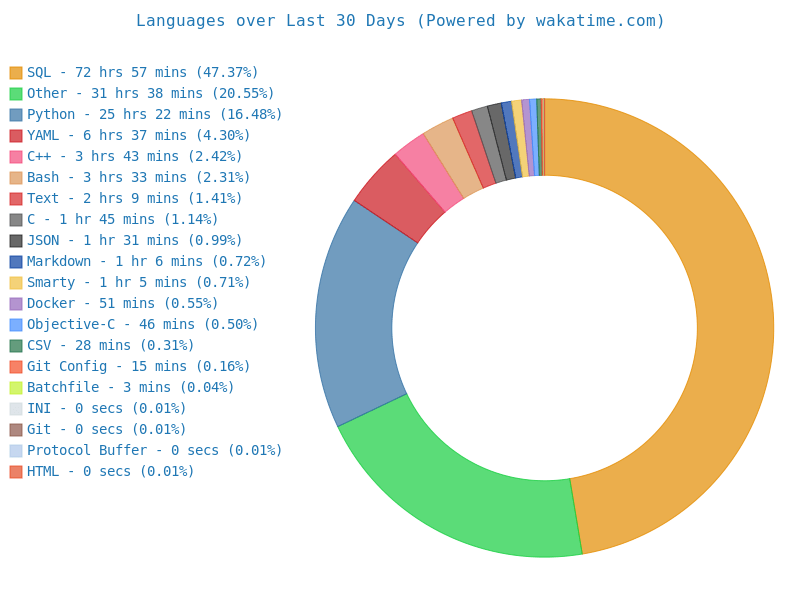 Languages over Last 30 Days (Powered by wakatime.com)
SQL - 72 hrs 57 mins (47.37%)
Other - 31 hrs 38 mins (20.55%)
Python - 25 hrs 22 mins (16.48%)
YAML - 6 hrs 37 mins (4.30%)
C++ - 3 hrs 43 mins (2.42%)
Bash - 3 hrs 33 mins (2.31%)
Text - 2 hrs 9 mins (1.41%)
C - 1 hr 45 mins (1.14%)
JSON - 1 hr 31 mins (0.99%)
Markdown - 1 hr 6 mins (0.72%)
Smarty - 1 hr 5 mins (0.71%)
Docker - 51 mins (0.55%)
Objective-C - 46 mins (0.50%)
CSV - 28 mins (0.31%)
Git Config - 15 mins (0.16%)
Batchfile - 3 mins (0.04%)
INI - 0 secs (0.01%)
Git - 0 secs (0.01%)
Protocol Buffer - 0 secs (0.01%)
HTML - 0 secs (0.01%)